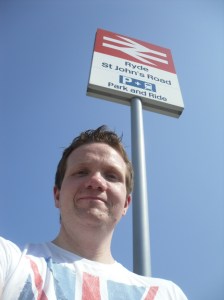 Ryde
St John's Road
P+R
Park and Ride